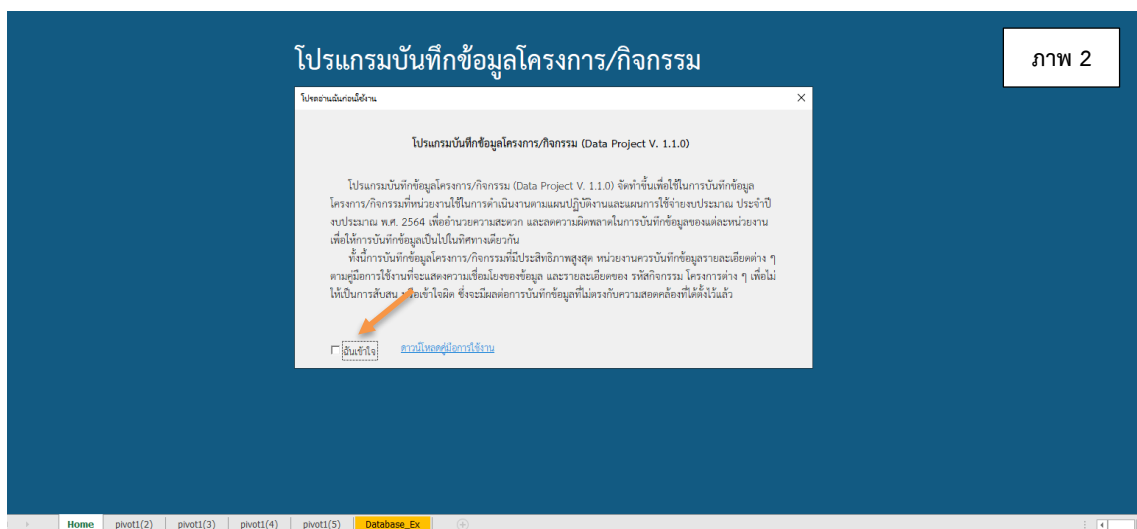 โปรแกรมบันทึกข้อมูลโครงการ/กิจกรรม
ภาพ 2
โปรดอ่านฉันก่อนใช้งาน
โปรแกรมบันทึกข้อมูลโครงการ/กิจกรรม (Data Project V. 1.1.0)
โปรแกรมบันทึกข้อมูลโครงการ/กิจกรรม (Data Project V. 1.1.0) จัดทำขึ้นเพื่อใช้ในการบันทึกข้อมูล
โครงการ/กิจกรรมที่หน่วยงานใช้ในการดำเนินงานตามแผนปฏิบัติงานและแผนการใช้จ่ายงบประมาณ ประจำปี
งบประมาณ พ.ศ. 2564 เพื่ออำนวยความสะดวก และลดความผิดพลาดในการบันทึกข้อมูลของแต่ละหน่วยงาน
เพื่อให้การบันทึกข้อมูลเป็นไปในทิศทางเดียวกัน
ทั้งนี้การบันทึกข้อมูลโครงการ/กิจกรรมที่มีประสิทธิภาพสูงสุด หน่วยงานควรบันทึกข้อมูลรายละเอียดต่าง ๆ
ตามคู่มือการใช้งานที่จะแสดงความเชื่อมโยงของข้อมูล และรายละเอียดของ รหัสกิจกรรม โครงการต่าง ๆ เพื่อไม่
ให้เป็นการสับสน หรือเข้าใจผิด ซึ่งจะมีผลต่อการบันทึกข้อมูลที่ไม่ตรงกับความสอดคล้องที่ได้ตั้งไว้แล้ว
ฉันเข้าใจ ดาวน์โหลดคู่มือการใช้งาน
Home pivot1(2) pivot1(3) pivot1(4) pivot1(5) Database_Ex